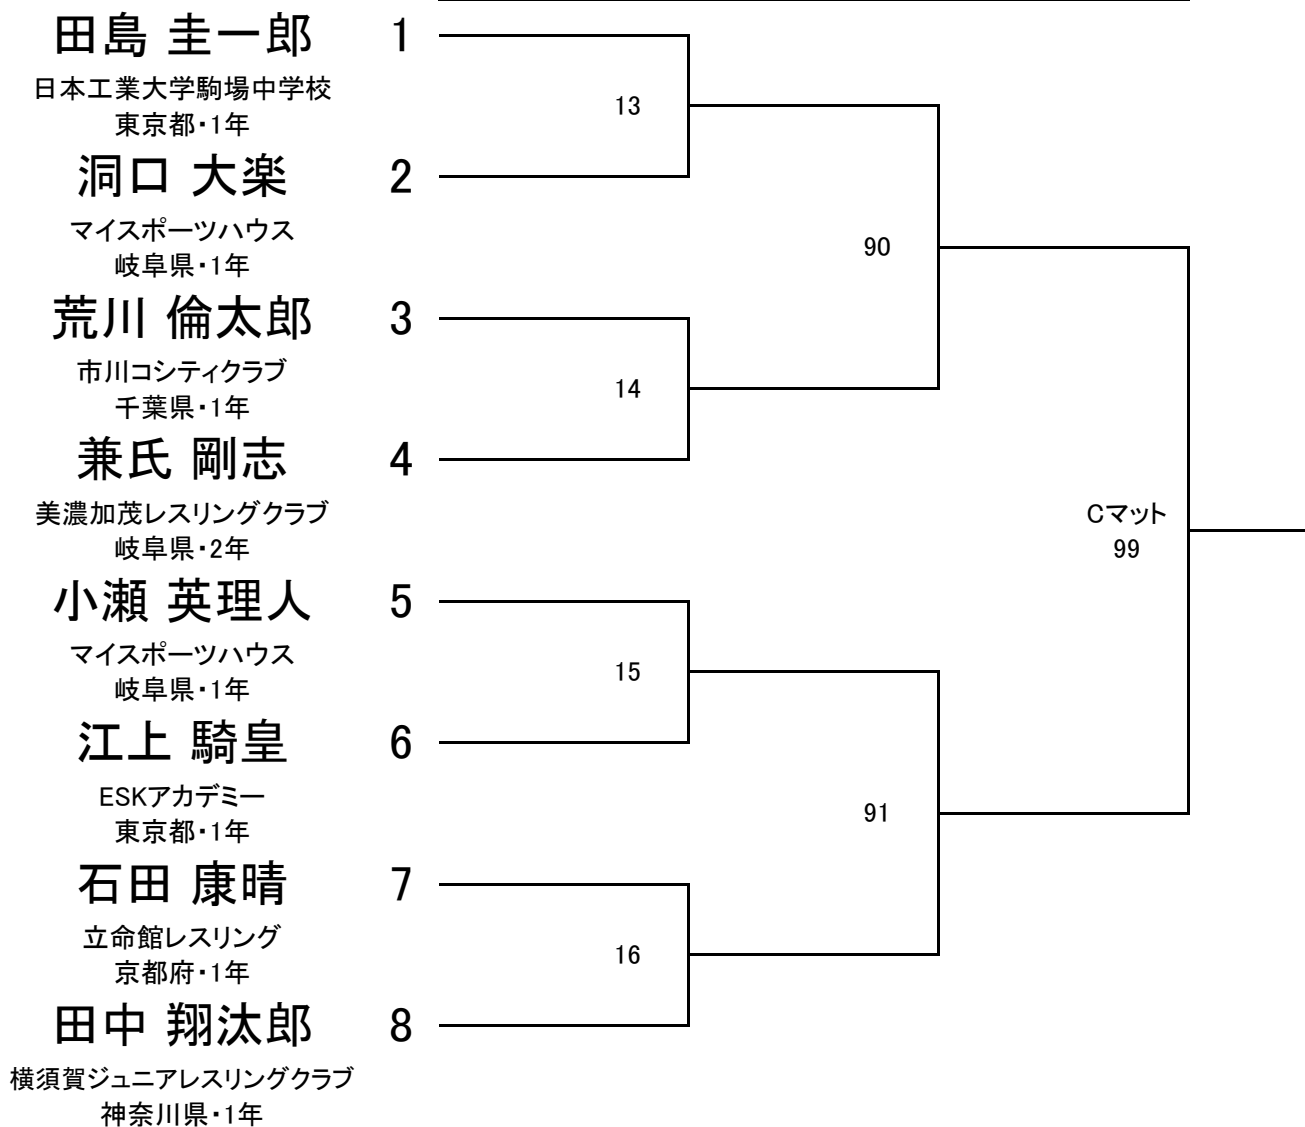 田島 圭一郎 1
日本工業大学駒場中学校
東京都・1年
13
洞口 大楽 2
マイスポーツハウス
岐阜県・1年
90
荒川 倫太郎 3
市川コシティクラブ
千葉県・1年
14
兼氏 剛志 4
美濃加茂レスリングクラブ
岐阜県・2年
Cマット
99
小瀬 英理人 5
マイスポーツハウス
岐阜県・1年
15
江上 騎皇 6
ESKアカデミー
東京都・1年
91
石田 康晴 7
立命館レスリング
京都府・1年
16
田中 翔汰郎 8
横須賀ジュニアレスリングクラブ
神奈川県・1年